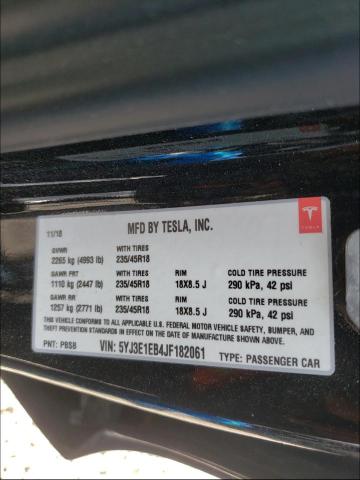 11/18 MFD BY TESLA, INC. TESLA
GVWR WITH TIRES
2265 kg (4993 lb) 235/45R18
GAWR FRT WITH TIRES RIM COLD TIRE PRESSURE
1110 kg (2447 lb) 235/45R18 18X8.5 J 290 kPa, 42 psi
GAWR RR WITH TIRES RIM COLD TIRE PRESSURE
1257 kg (2771 lb) 235/45R18 18X8.5 J 290 kPa, 42 psi
THIS VEHICLE CONFORMS TO ALL APPLICABLE U.S. FEDERAL MOTOR VEHICLE SAFETY, BUMPER, AND
THEFT PREVENTION STANDARDS IN EFFECT ON THE DATE OF MANUFACTURE SHOWN ABOVE.
PNT: PBSB VIN: 5YJ3E1EB4JF182061 TYPE: PASSENGER CAR